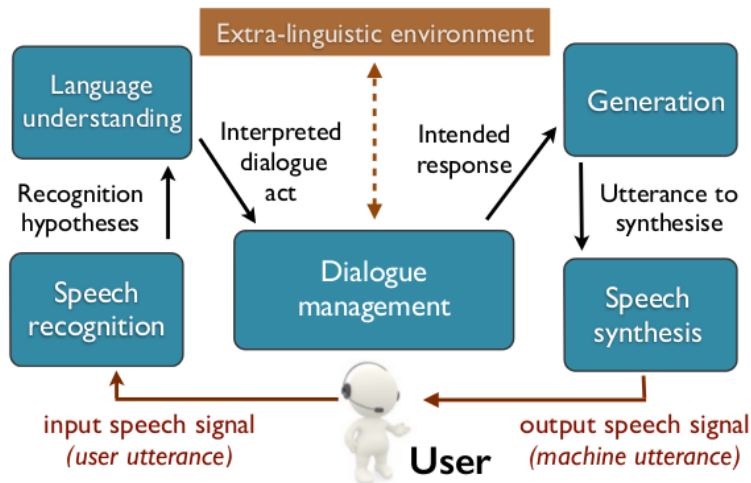 Extra-linguistic environment
Language
understanding
Generation
Interpreted
dialogue
act
Intended
response
Recognition
hypotheses
Utterance to
synthesise
Dialogue
management
Speech
recognition
Speech
synthesis
input speech signal
(user utterance)
User
output speech signal
(machine utterance)